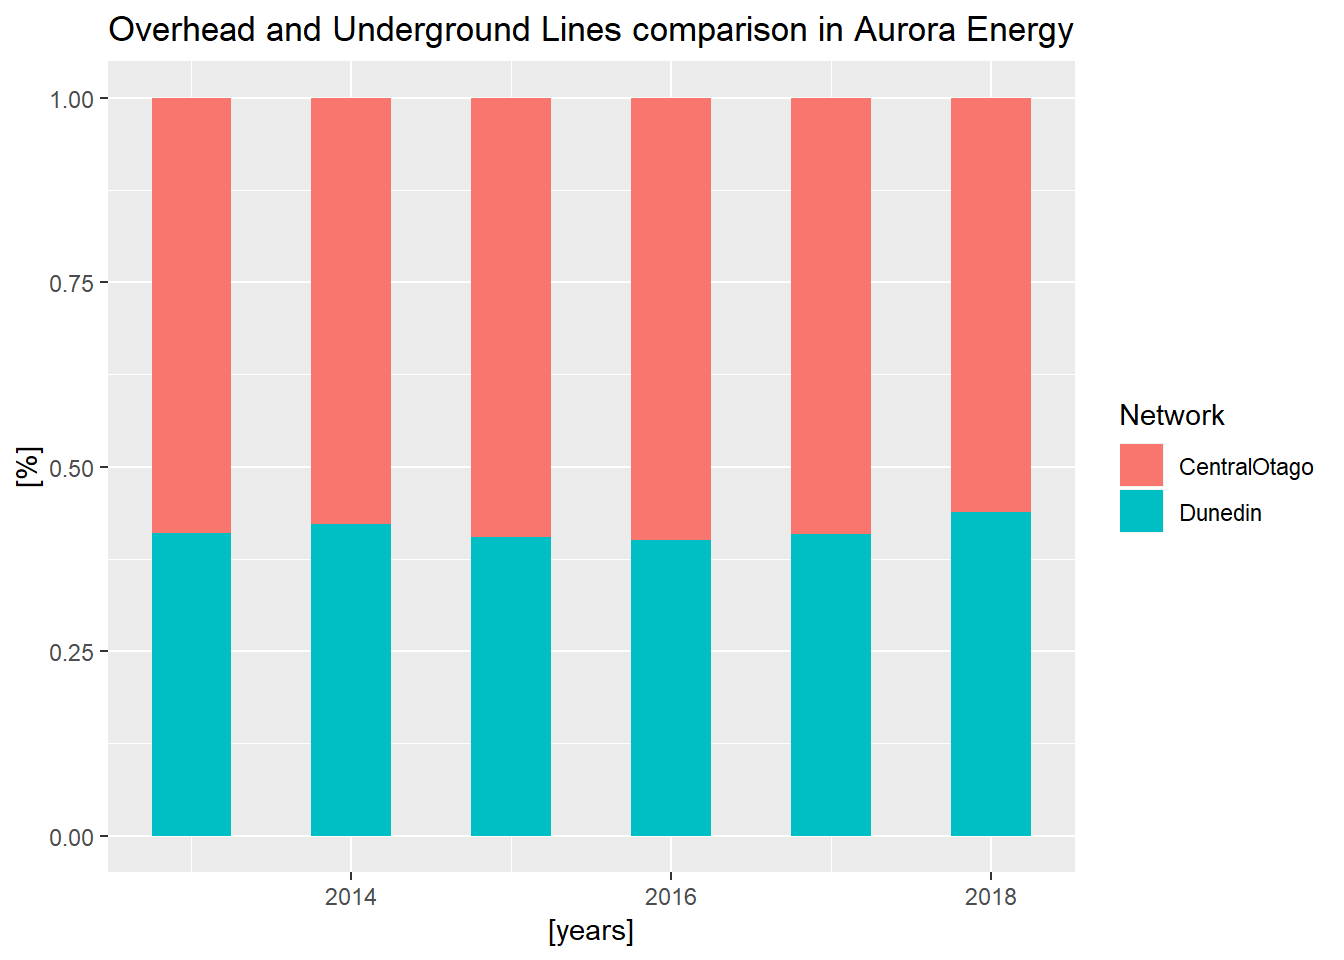 Overhead and Underground Lines comparison in Aurora Energy
1.00
0.75
0.50
0.25
0.00
[%]
2014 2016 2018
[years]
Network
CentralOtago
Dunedin